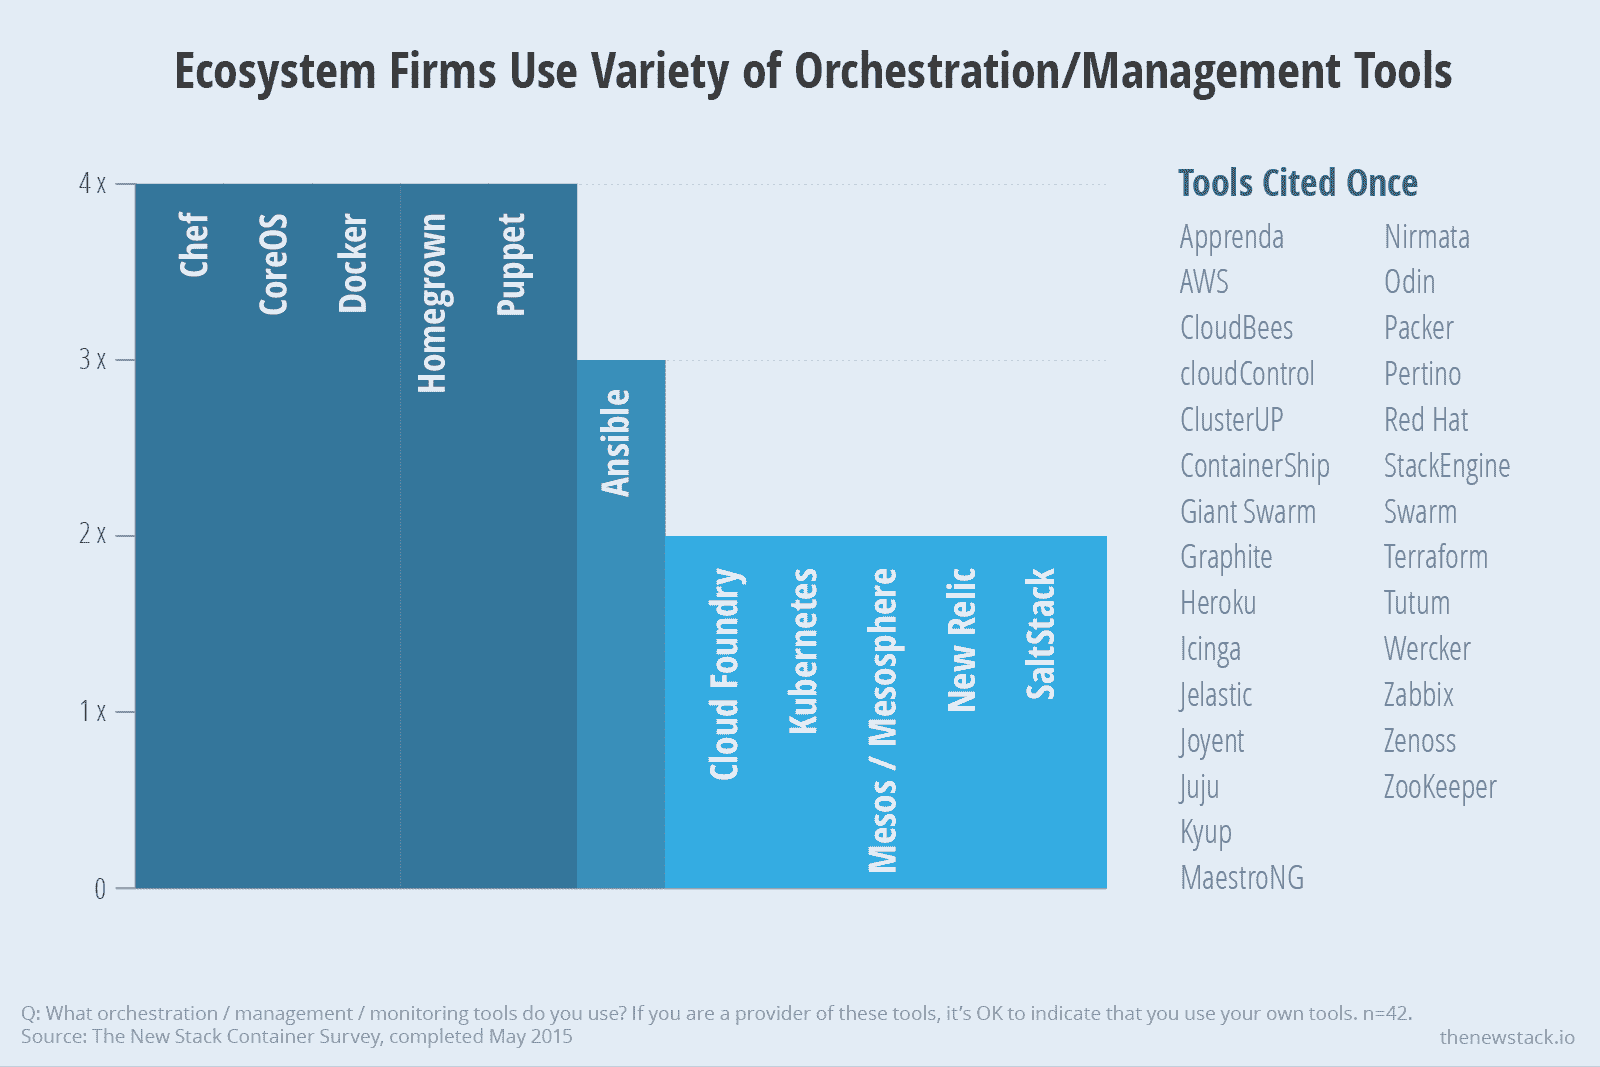 Ecosystem Firms Use Variety of Orchestration/Management Tools
4 x
3 x
2 x
1 x
0
Chef
CoreOS
Docker
Homegrown
Puppet
Ansible
Cloud Foundry
Kubernetes
Mesos / Mesosphere
New Relic
SaltStack
Tools Cited Once
Apprenda
AWS
CloudBees
cloudControl
ClusterUP
ContainerShip
Giant Swarm
Graphite
Heroku
Icinga
Jelastic
Joyent
Juju
Kyup
MaestroNG
Nirmata
Odin
Packer
Pertino
Red Hat
StackEngine
Swarm
Terraform
Tutum
Wercker
Zabbix
Zenoss
ZooKeeper
Q: What orchestration / management / monitoring tools do you use? If you are a provider of these tools, it's OK to indicate that you use your own tools. n=42.
Source: The New Stack Container Survey, completed May 2015
thenewstack.io